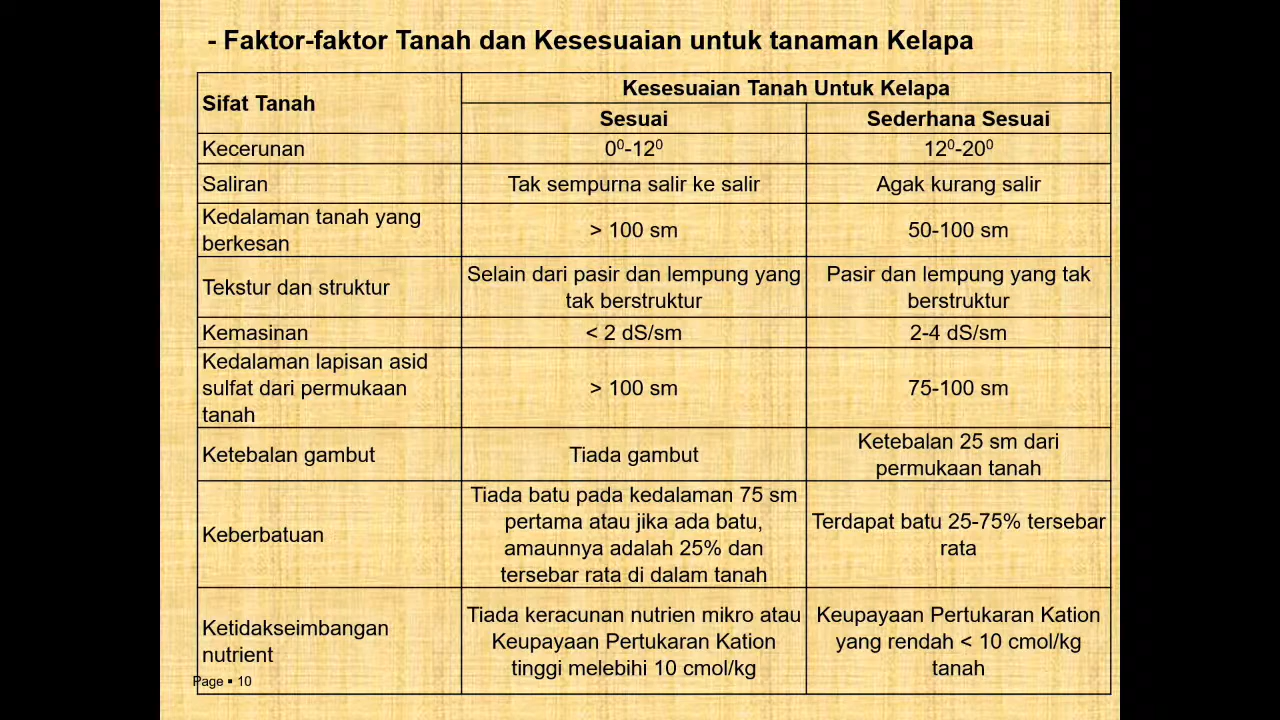 - Faktor-faktor Tanah dan Kesesuaian untuk tanaman Kelapa
Sifat Tanah
Kesesuaian Tanah Untuk Kelapa
Sesuai
Sederhana Sesuai
Kecerunan
0⁰-12⁰
12⁰-20⁰
Saliran
Tak sempurna salir ke salir
Agak kurang salir
Kedalaman tanah yang
berkesan
> 100 sm
50-100 sm
Tekstur dan struktur
Selain dari pasir dan lempung yang
tak berstruktur
Pasir dan lempung yang tak
berstruktur
Kemasinan
< 2 dS/sm
2-4 dS/sm
Kedalaman lapisan asid
sulfat dari permukaan
tanah
> 100 sm
75-100 sm
Ketebalan gambut
Tiada gambut
Ketebalan 25 sm dari
permukaan tanah
Keberbatuan
Tiada batu pada kedalaman 75 sm
pertama atau jika ada batu,
amaunnya adalah 25% dan
tersebar rata di dalam tanah
Terdapat batu 25-75% tersebar
rata
Ketidakseimbangan
nutrient
Tiada keracunan nutrien mikro atau
Keupayaan Pertukaran Kation
tinggi melebihi 10 cmol/kg
Keupayaan Pertukaran Kation
yang rendah < 10 cmol/kg
tanah
Page ▪ 10